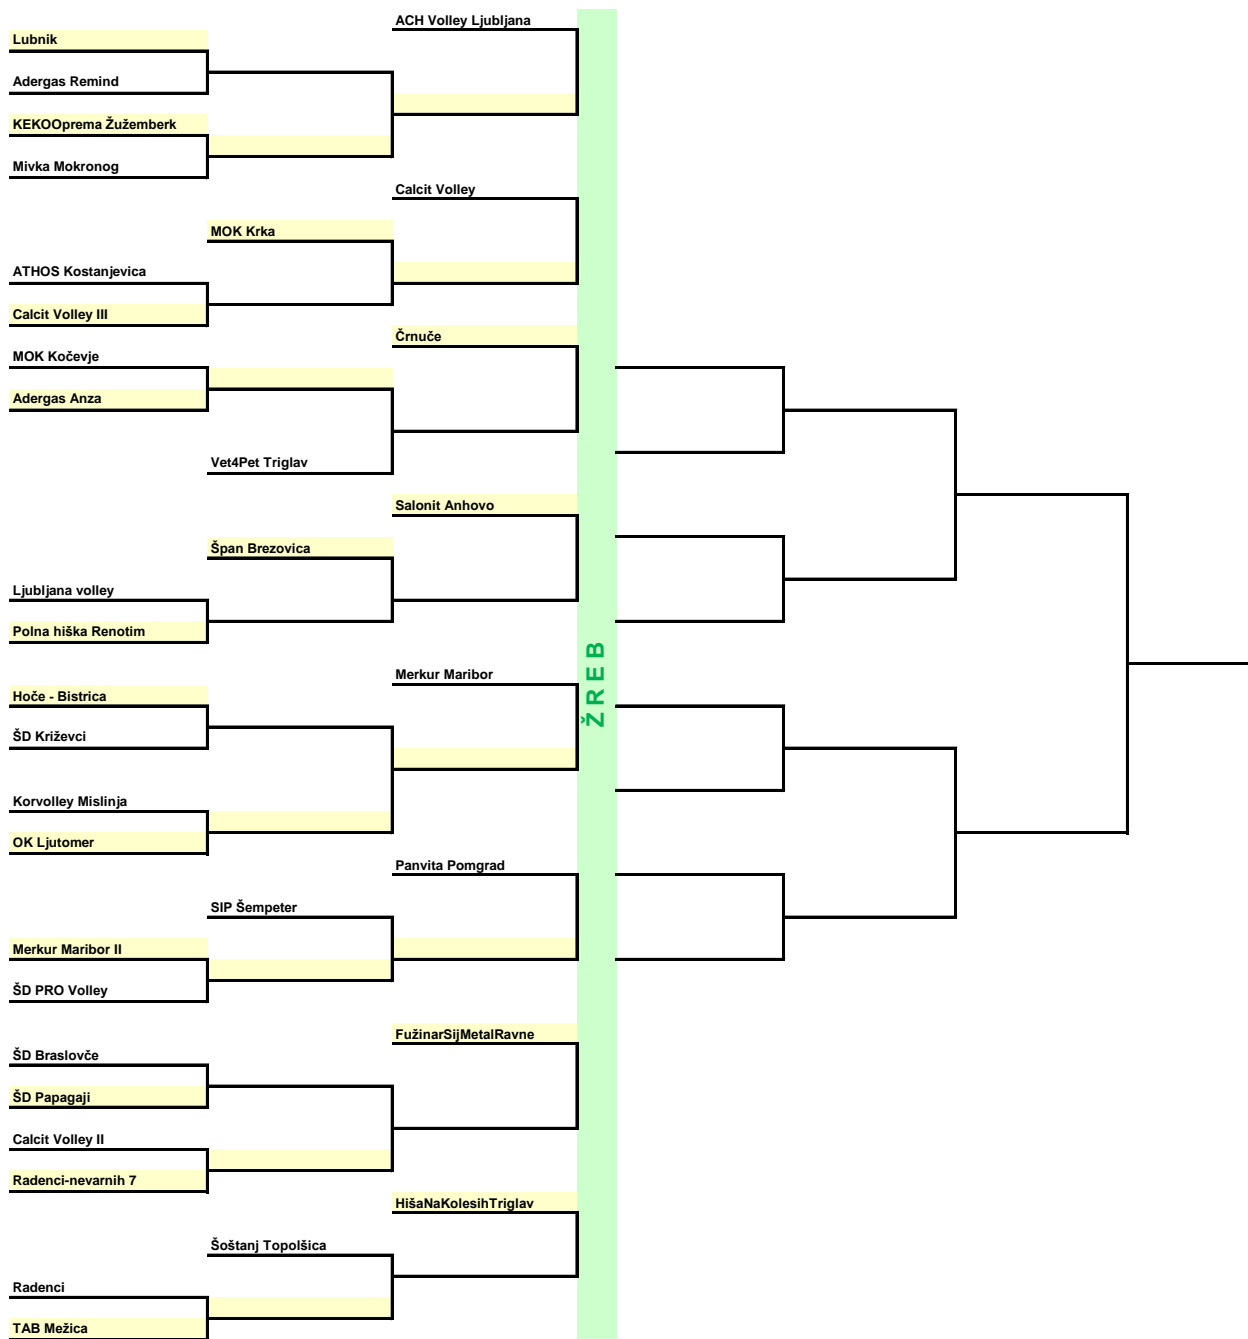 ACH Volley Ljubljana
Lubnik
Adergas Remind
KEKOOprema Žužemberk
Mivka Mokronog
Calcit Volley
MOK Krka
ATHOS Kostanjevica
Calcit Volley III
Črnuče
MOK Kočevje
Adergas Anza
Vet4Pet Triglav
Salonit Anhovo
Špan Brezovica
Ljubljana volley
Polna hiška Renotim
Merkur Maribor
Hoče - Bistrica
ŠD Križevci
Korvolley Mislinja
OK Ljutomer
Panvita Pomgrad
SIP Šempeter
Merkur Maribor II
ŠD PRO Volley
FužinarSijMetalRavne
ŠD Braslovče
ŠD Papagaji
Calcit Volley II
Radenci-nevarnih 7
HišaNaKolesihTriglav
Šoštanj Topolšica
Radenci
TAB Mežica
ŽREB